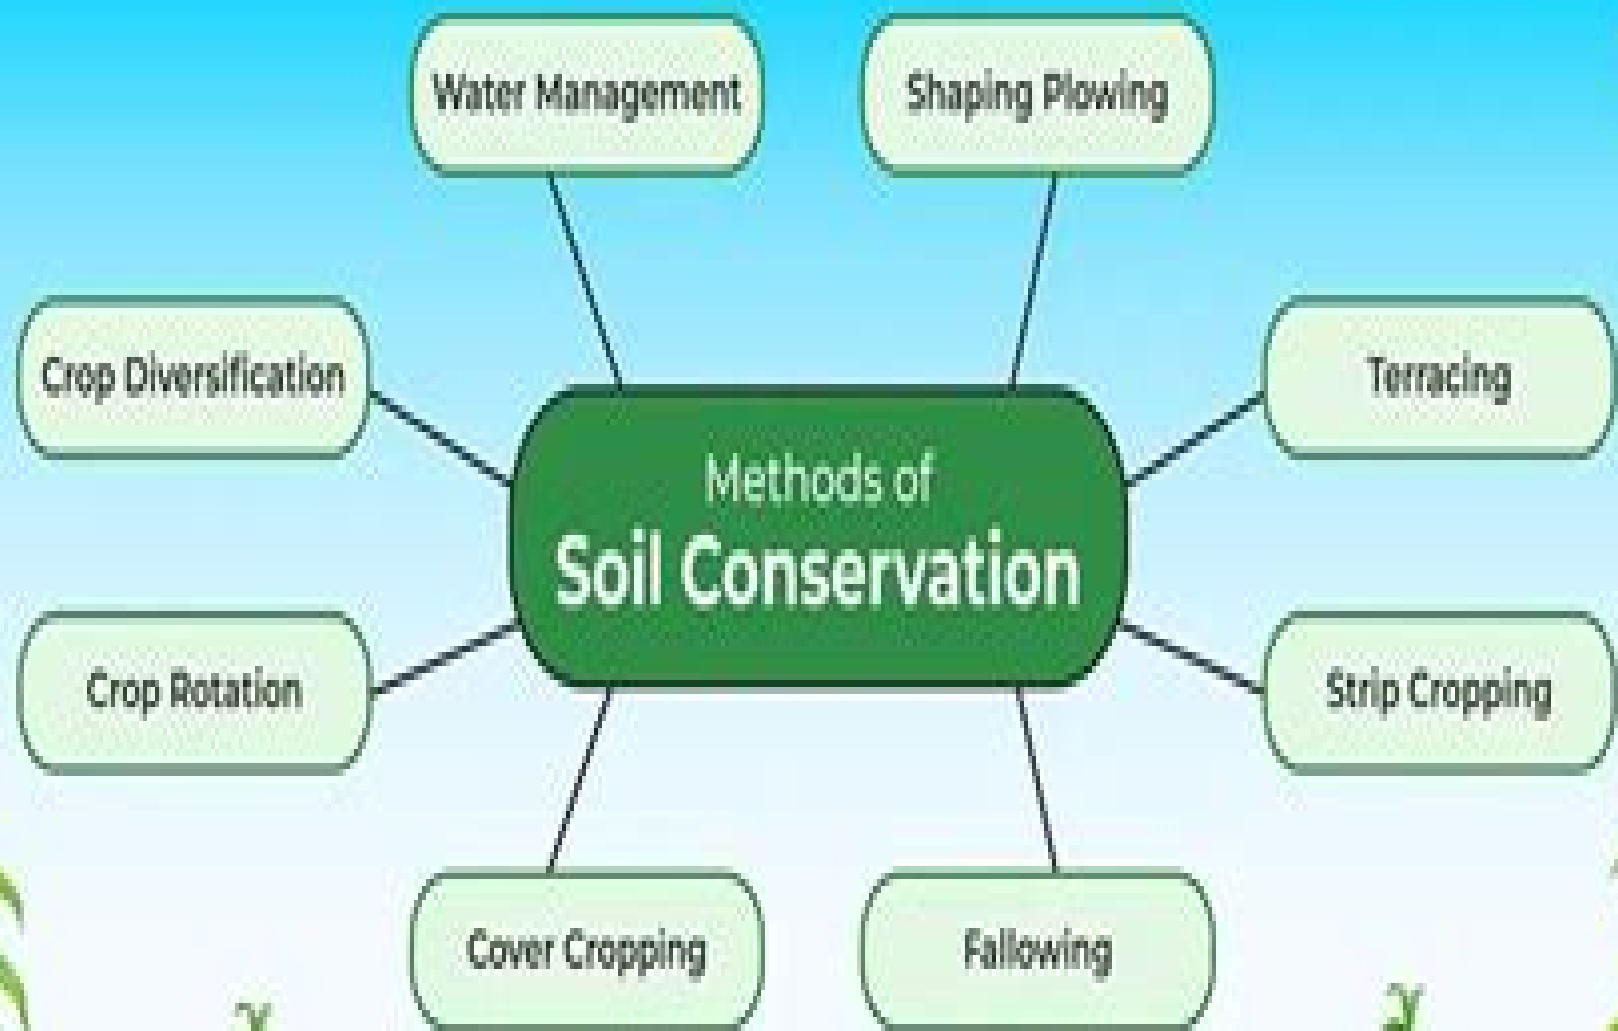 Water Management
Shaping Plowing
Crop Diversification
Terracing
Methods of
Soil Conservation
Crop Rotation
Strip Cropping
Cover Cropping
Fallowing